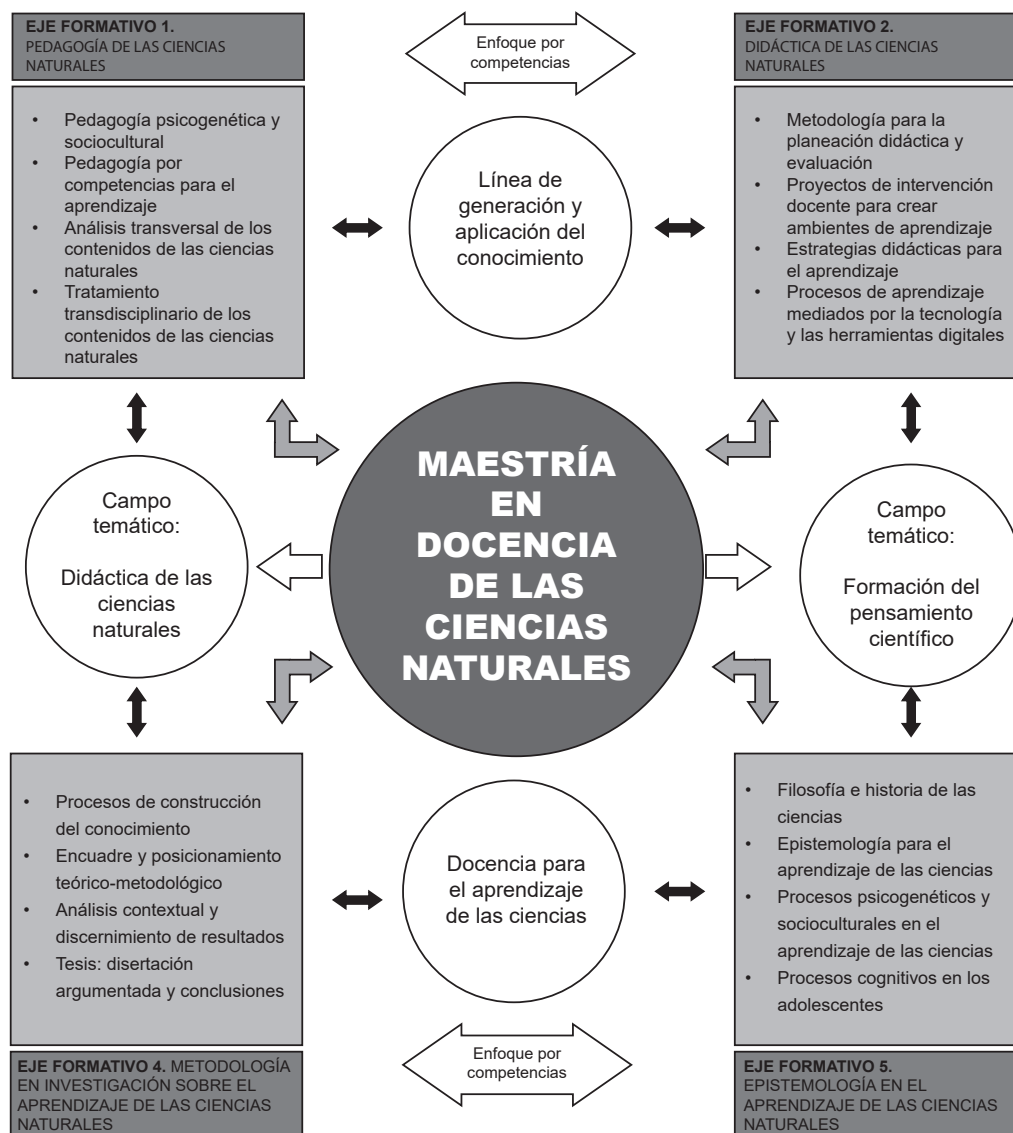 EJE FORMATIVO 1.
PEDAGOGÍA DE LAS CIENCIAS
NATURALES
Enfoque por
competencias
EJE FORMATIVO 2.
DIDÁCTICA DE LAS CIENCIAS
NATURALES
• Pedagogía psicogenética y
sociocultural
• Pedagogía por
competencias para el
aprendizaje
• Análisis transversal de los
contenidos de las ciencias
naturales
• Tratamiento
transdisciplinario de los
contenidos de las ciencias
naturales
Línea de
generación y
aplicación del
conocimiento
• Metodología para la
planeación didáctica y
evaluación
• Proyectos de intervención
docente para crear
ambientes de aprendizaje
• Estrategias didácticas para
el aprendizaje
• Procesos de aprendizaje
mediados por la tecnología
y las herramientas digitales
Campo
temático:
Didáctica de las
ciencias
naturales
MAESTRÍA
EN
DOCENCIA
DE LAS
CIENCIAS
NATURALES
Campo
temático:
Formación del
pensamiento
científico
• Procesos de construcción
del conocimiento
• Encuadre y posicionamiento
teórico-metodológico
• Análisis contextual y
discernimiento de resultados
• Tesis: disertación
argumentada y conclusiones
Docencia para
el aprendizaje
de las ciencias
• Filosofía e historia de las
ciencias
• Epistemología para el
aprendizaje de las ciencias
• Procesos psicogenéticos y
socioculturales en el
aprendizaje de las ciencias
• Procesos cognitivos en los
adolescentes
EJE FORMATIVO 4. METODOLOGÍA
EN INVESTIGACIÓN SOBRE EL
APRENDIZAJE DE LAS CIENCIAS
NATURALES
Enfoque por
competencias
EJE FORMATIVO 5.
EPISTEMOLOGÍA EN EL
APRENDIZAJE DE LAS CIENCIAS
NATURALES